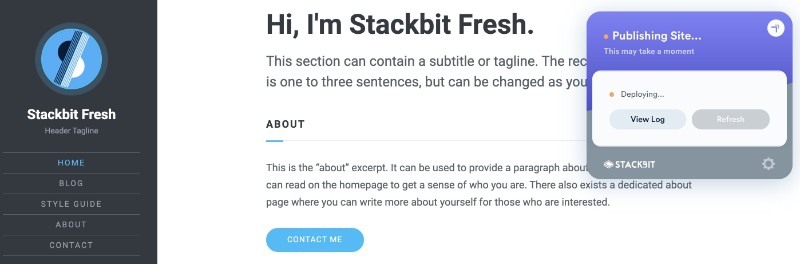 Stackbit Fresh
Header Tagline
HOME
BLOG
STYLE GUIDE
ABOUT
CONTACT
Hi, I'm Stackbit Fresh.
This section can contain a subtitle or tagline. The rec
is one to three sentences, but can be changed as you
ABOUT
This is the “about” excerpt. It can be used to provide a paragraph about
can read on the homepage to get a sense of who you are. There also exists a dedicated about
page where you can write more about yourself for those who are interested.
CONTACT ME
Publishing Site...
This may take a moment
Deploying...
View Log
Refresh
STACKBIT